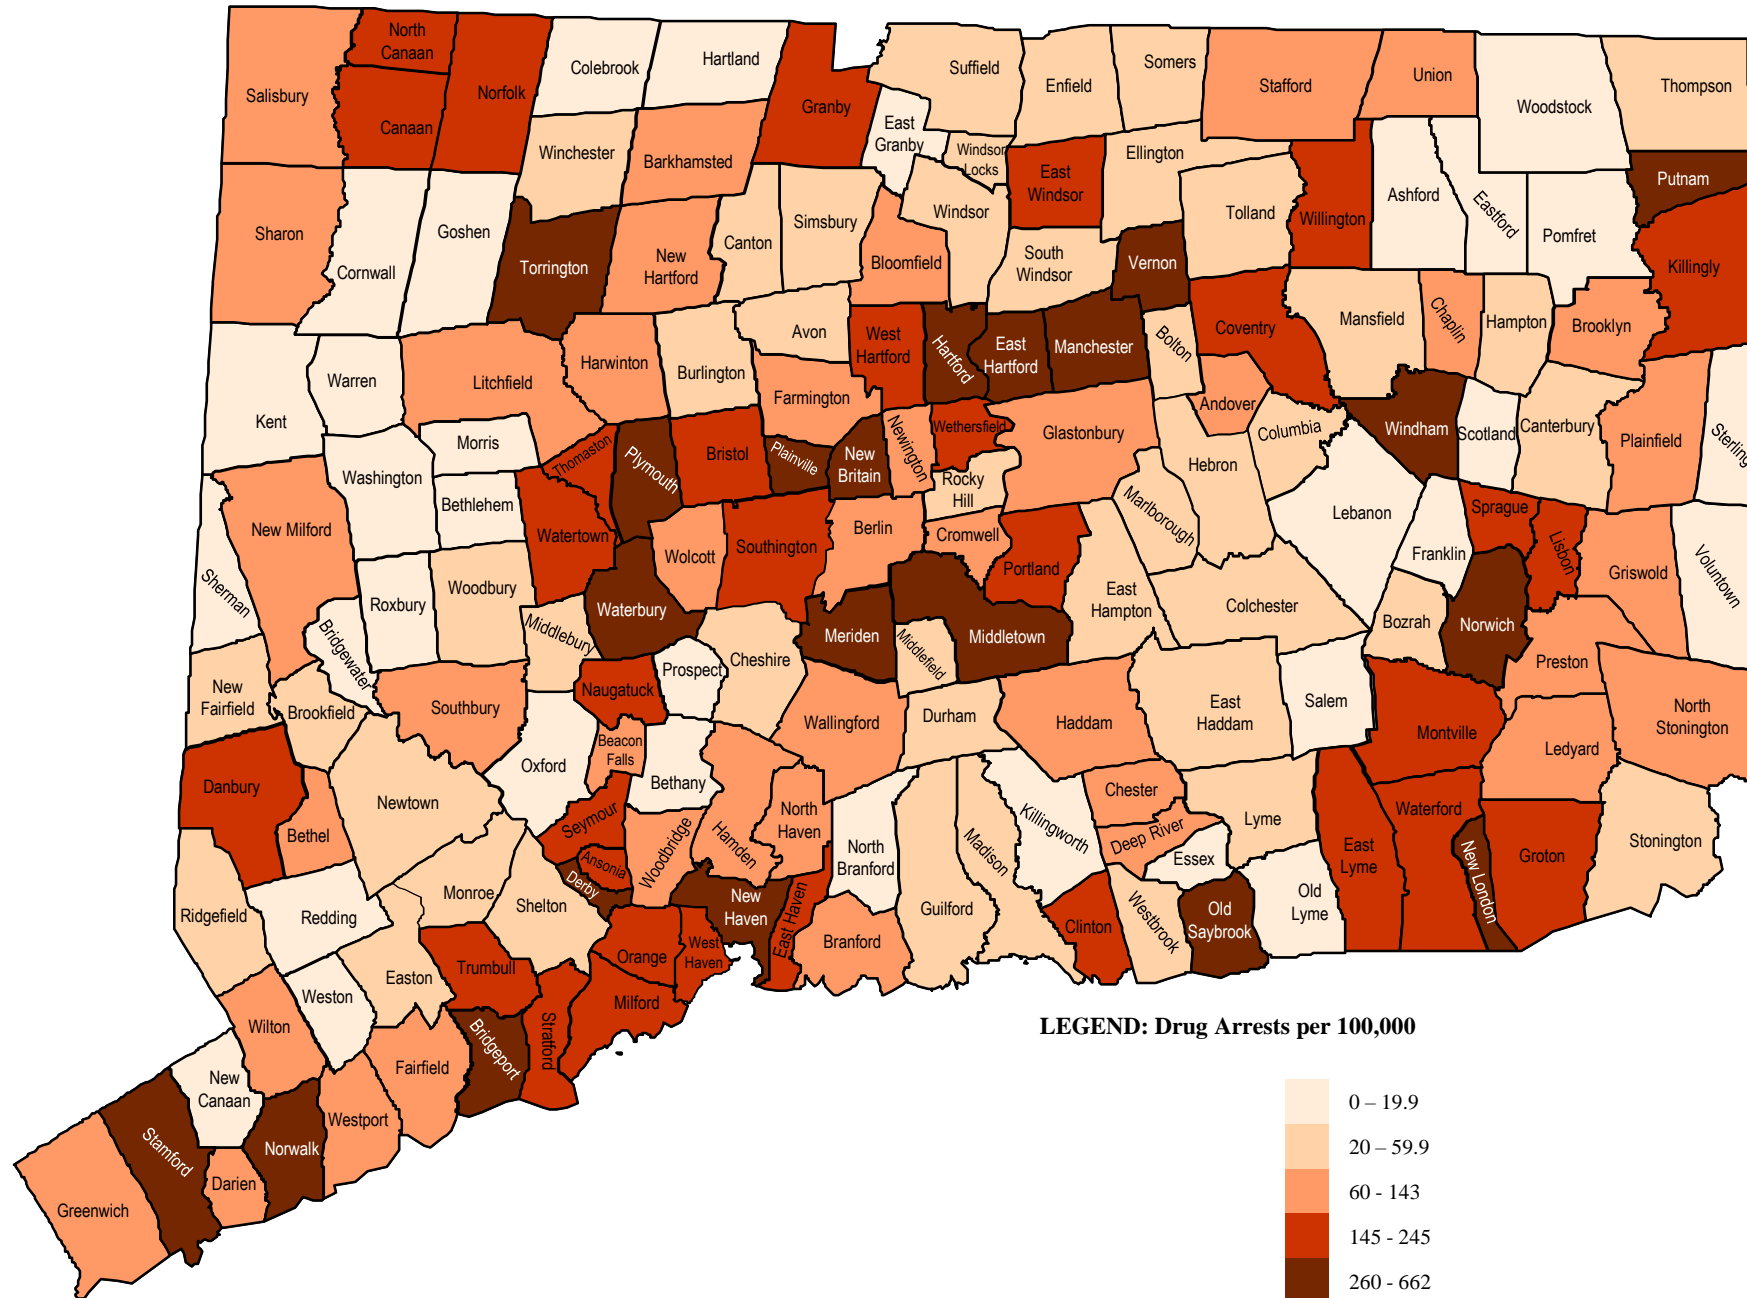 North
Canaan
Colebrook
Hartland
Salisbury
Norfolk
Canaan
Granby
Suffield
Enfield
Somers
Stafford
Union
Woodstock
Thompson
Winchester
Barkhamsted
East
Granby
Windsor
Locks
East
Windsor
Ellington
Putnam
Sharon
Cornwall
Goshen
Torrington
New
Hartford
Canton
Simsbury
Bloomfield
Windsor
South
Windsor
Vernon
Tolland
Willington
Ashford
Eastford
Pomfret
Killingly
Kent
Warren
Litchfield
Harwinton
Burlington
Avon
Farmington
West
Hartford
Hartford
East
Hartford
Manchester
Bolton
Coventry
Andover
Mansfield
Chaplin
Hampton
Brooklyn
Morris
Washington
Bethlehem
Thomaston
Plymouth
Bristol
Plainville
New
Britain
Newington
Wethersfield
Rocky
Hill
Glastonbury
Marlborough
Hebron
Columbia
Windham
Scotland
Canterbury
Plainfield
Sterling
New Milford
Sherman
Bridgewater
Roxbury
Woodbury
Watertown
Middlebury
Waterbury
Wolcott
Southington
Berlin
Cromwell
Portland
East
Hampton
Colchester
Lebanon
Franklin
Bozrah
Sprague
Lisbon
Norwich
Griswold
Voluntown
Preston
New
Fairfield
Brookfield
Southbury
Naugatuck
Prospect
Cheshire
Meriden
Middlefield
Middletown
Durham
Haddam
East
Haddam
Salem
Montville
Ledyard
North
Stonington
Danbury
Bethel
Newtown
Oxford
Beacon
Falls
Bethany
Seymour
Ansonia
Derby
Woodbridge
Hamden
North
Haven
Wallingford
North
Branford
Guilford
Madison
Killingworth
Chester
Deep River
Essex
Lyme
East
Lyme
Waterford
New London
Groton
Stonington
Ridgefield
Redding
Monroe
Shelton
New
Haven
East Haven
Branford
Clinton
Westbrook
Old
Saybrook
Old
Lyme
Easton
Trumbull
Orange
West
Haven
Milford
Stratford
Bridgeport
Weston
Wilton
Fairfield
Westport
New
Canaan
Norwalk
Darien
Stamford
Greenwich
LEGEND: Drug Arrests per 100,000
0 – 19.9
20 – 59.9
60 - 143
145 - 245
260 - 662